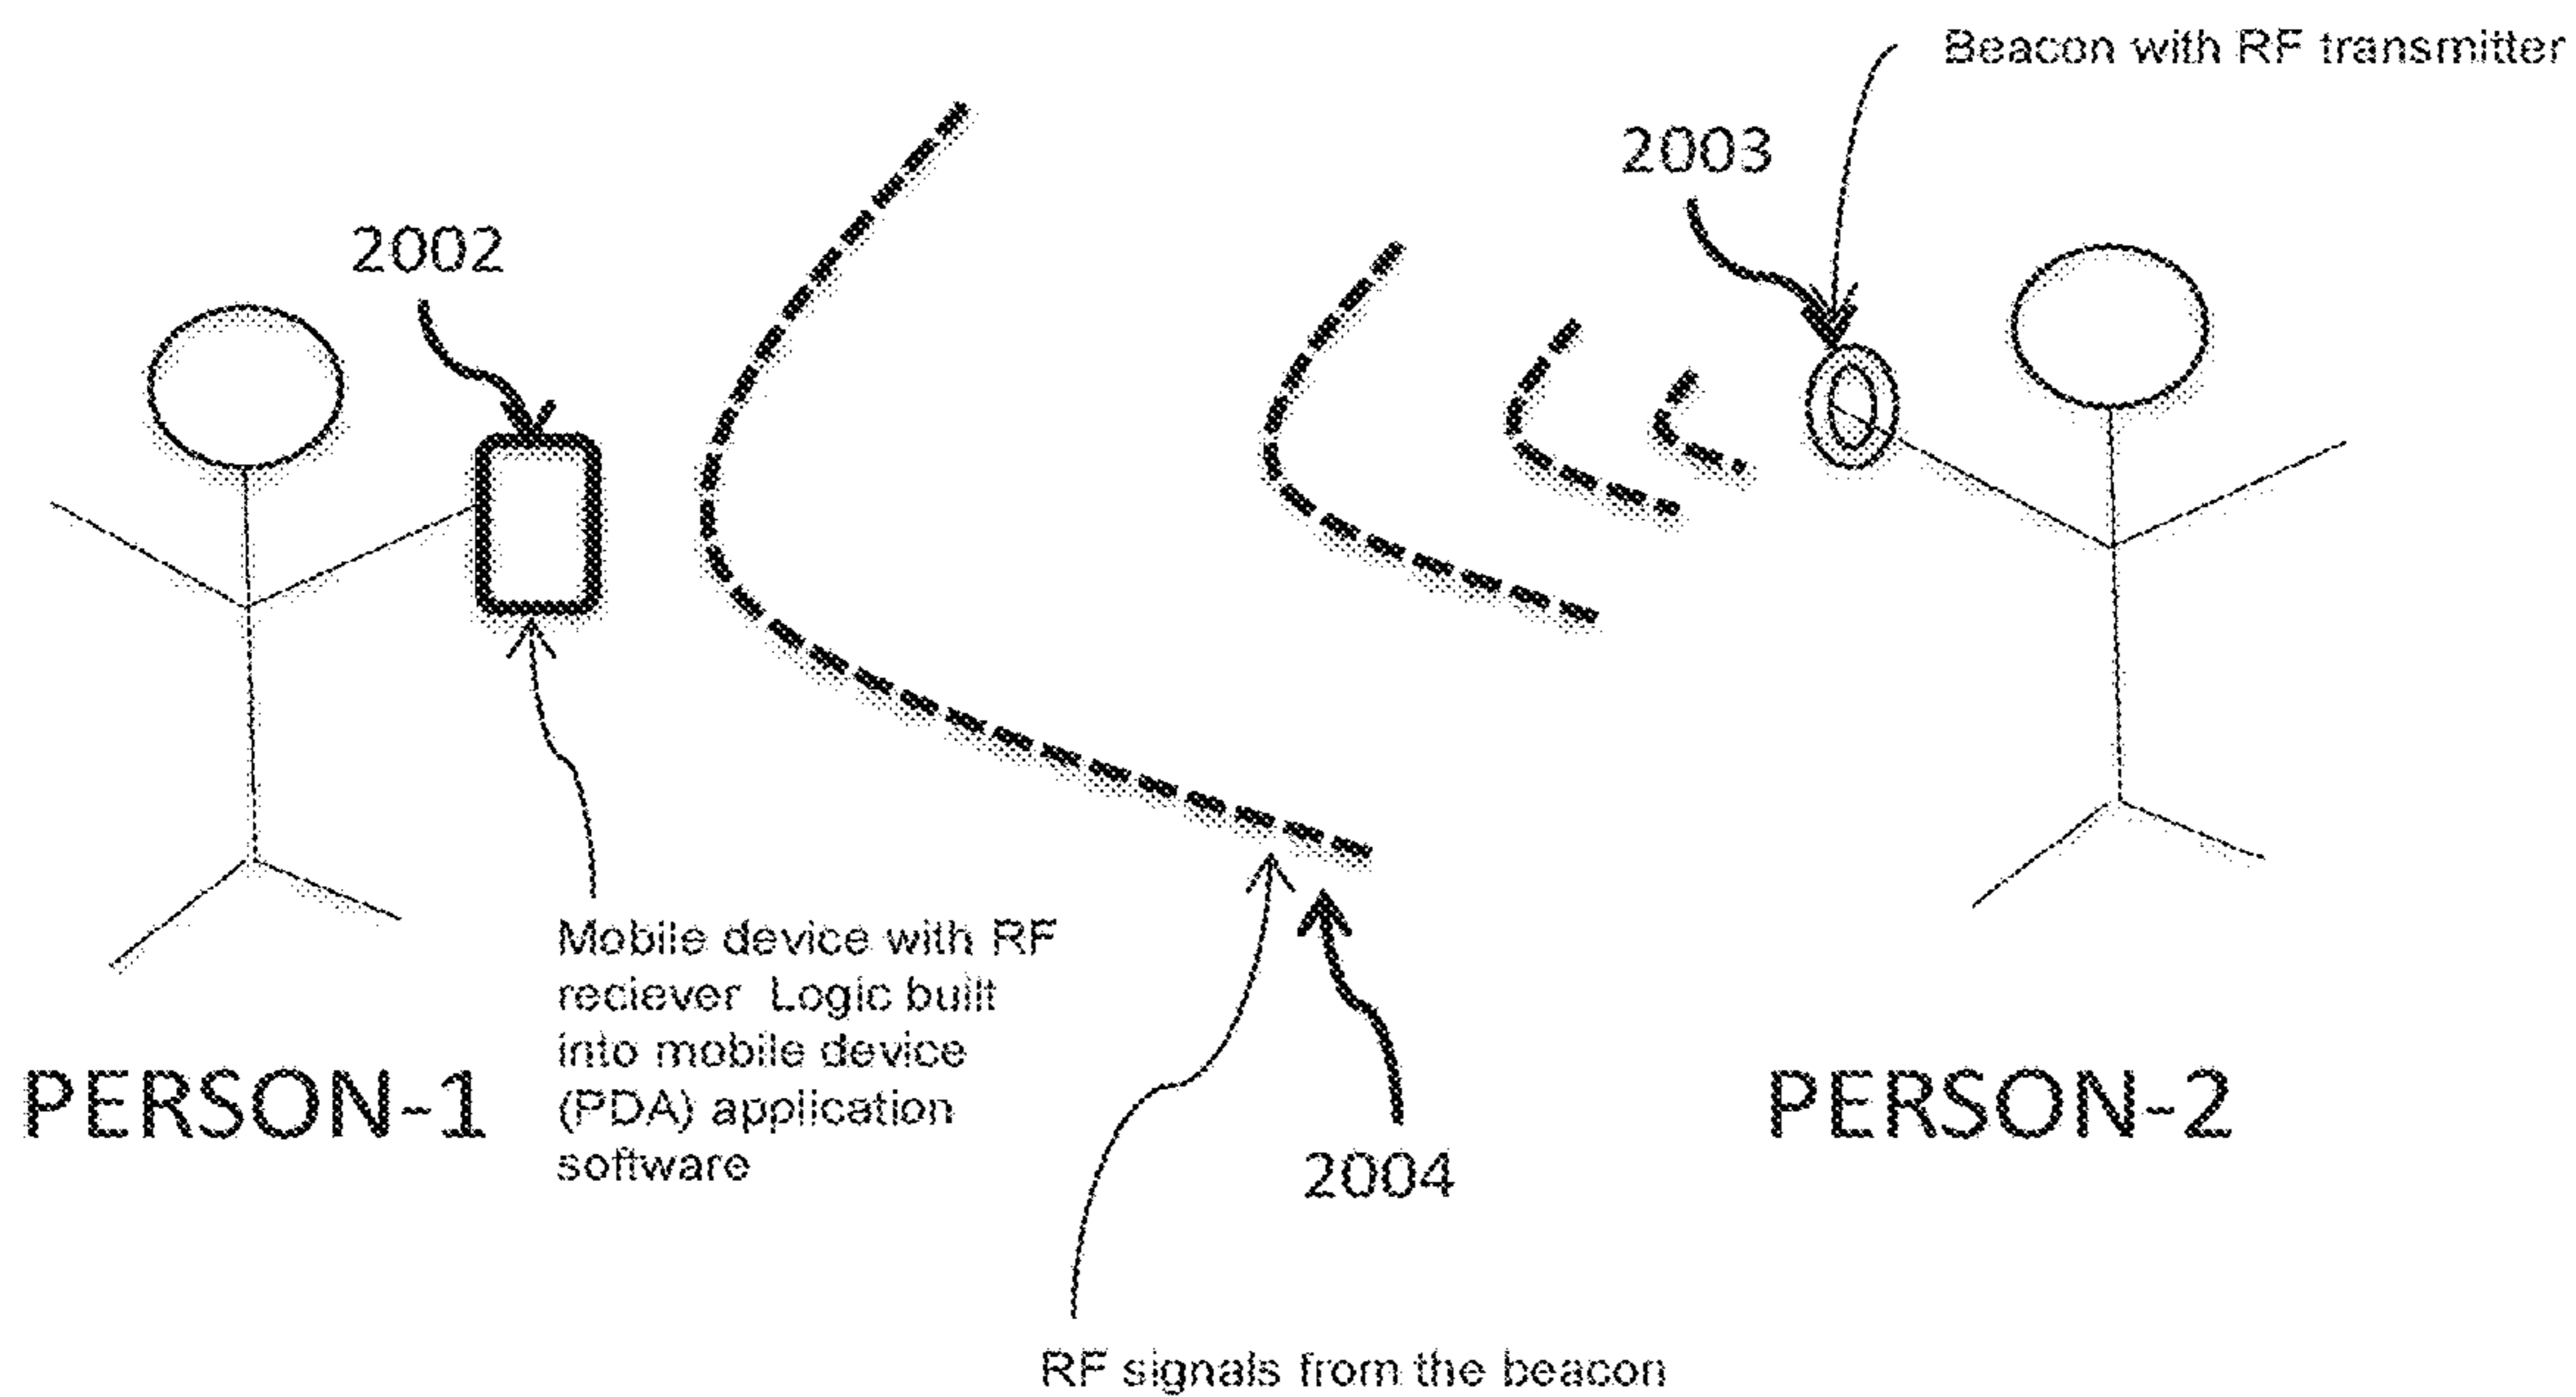 Beacon with RF transmitter
2003
2002
Mobile device with RF
reciever Logic built
into mobile device
(PDA) application
software
PERSON-1
PERSON-2
2004
RF signals from the beacon